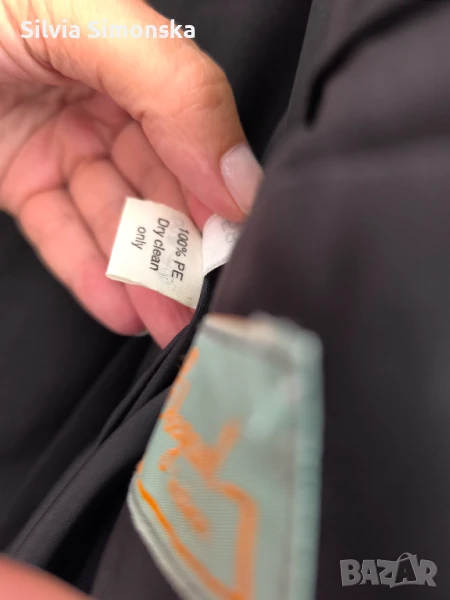 Silvia Simonska
100% PE
Dry clean
only
BAZAR